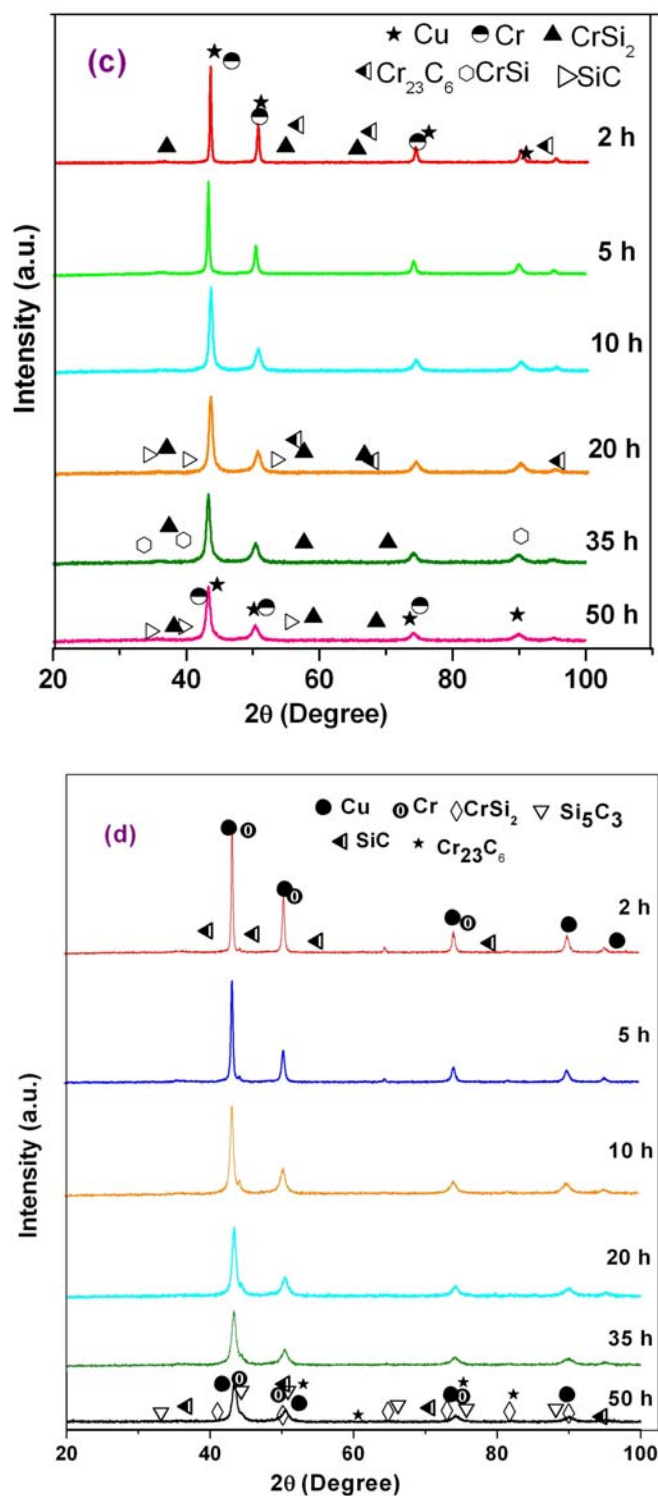 (c)
★ Cu ◓ Cr ▲ CrSi₂
Cr₂₃C₆ CrSi SiC
2 h
5 h
10 h
20 h
35 h
50 h
Intensity (a.u.)
20 40 60 80 100
2θ (Degree)
(d)
Cu Cr CrSi₂ Si₅C₃
SiC Cr₂₃C₆
2 h
5 h
10 h
20 h
35 h
50 h
Intensity (a.u.)
20 40 60 80 100
2θ (Degree)